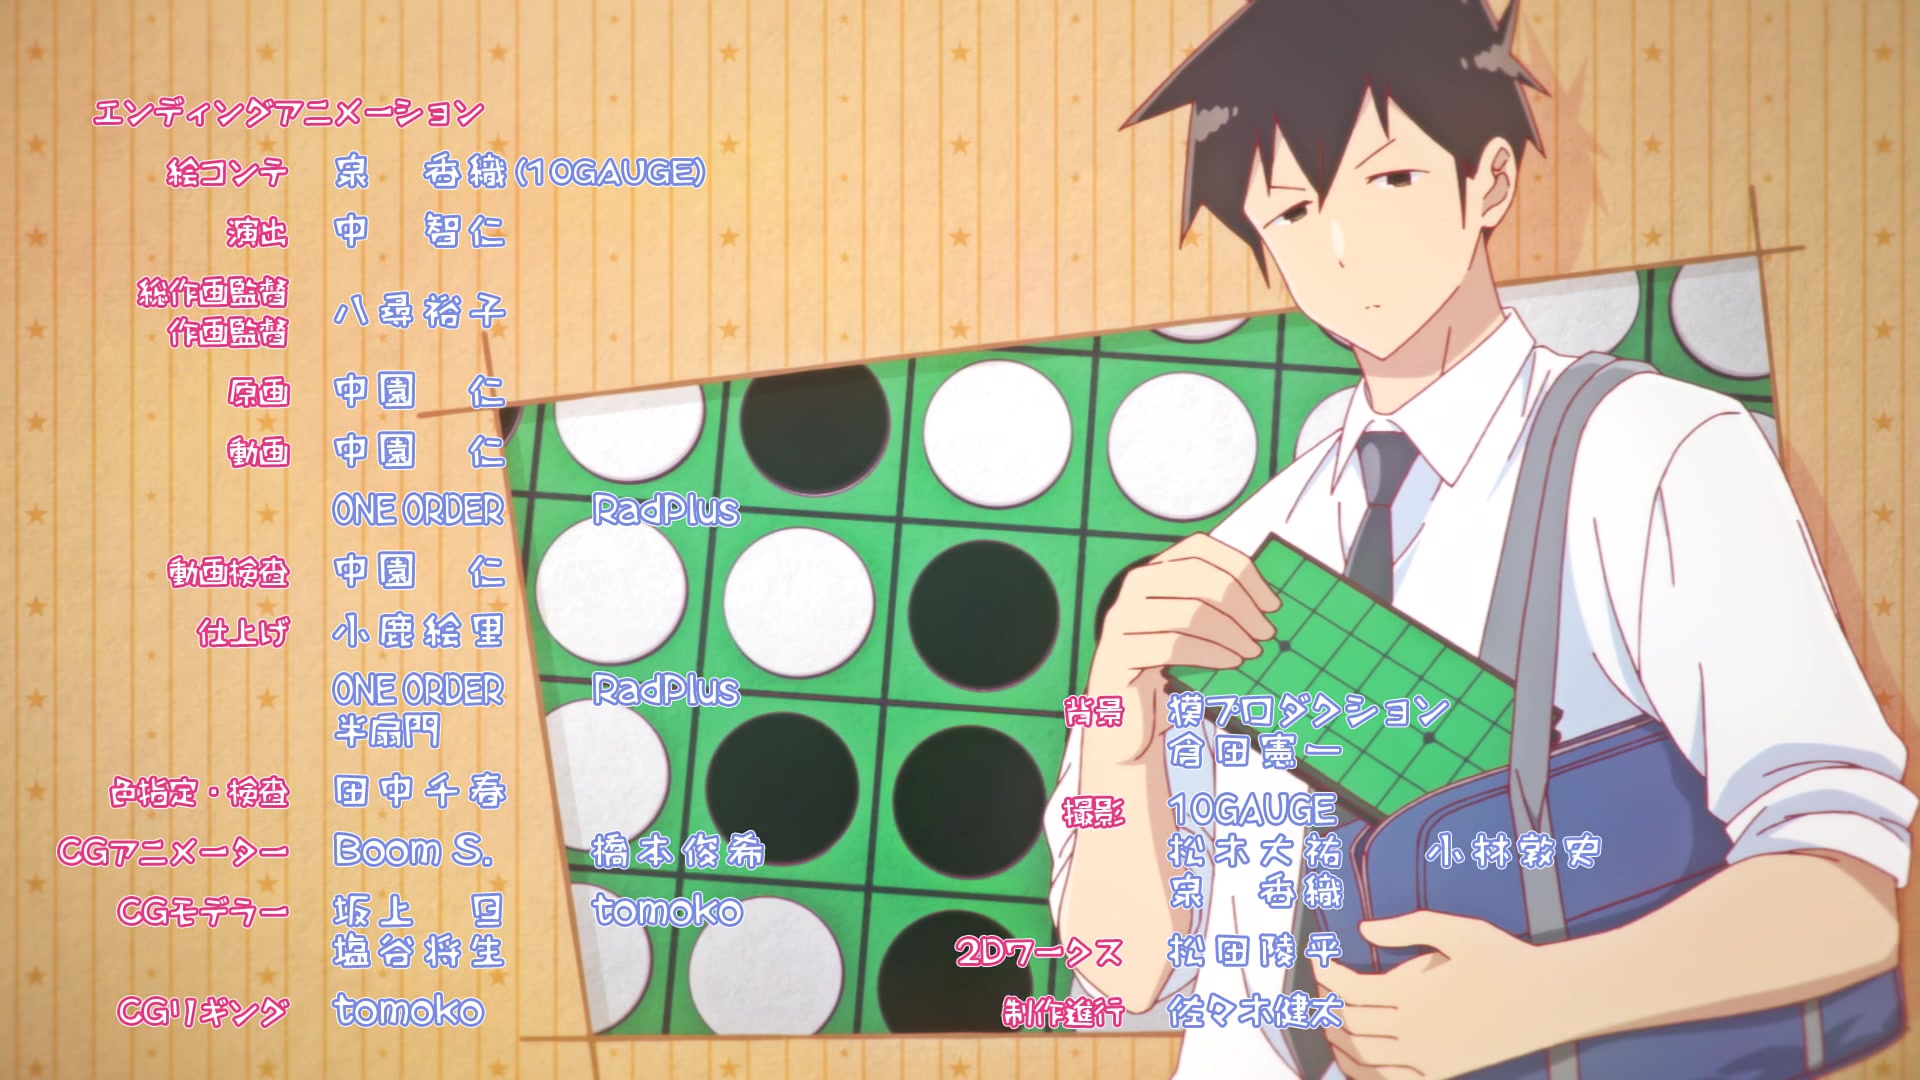 エンディングアニメーション
絵コンテ 泉 香織(10GAUGE)
演出 中 智仁
総作画監督
作画監督 八尋裕子
原画 中園 仁
動画 中園 仁
ONE ORDER RadPlus
動画検査 中園 仁
仕上げ 小鹿絵里
ONE ORDER RadPlus
半扇門
色指定・検査 田中千春
CGアニメーター Boom S. 橋本俊希
CGモデラー 坂上 旦 tomoko
塩谷将生
CGリギング tomoko
背景 獏プロダクション
倉田憲一
撮影 10GAUGE
松木大祐 小林敦史
泉 香織
2Dワークス 松田陵平
制作進行 佐々木健太